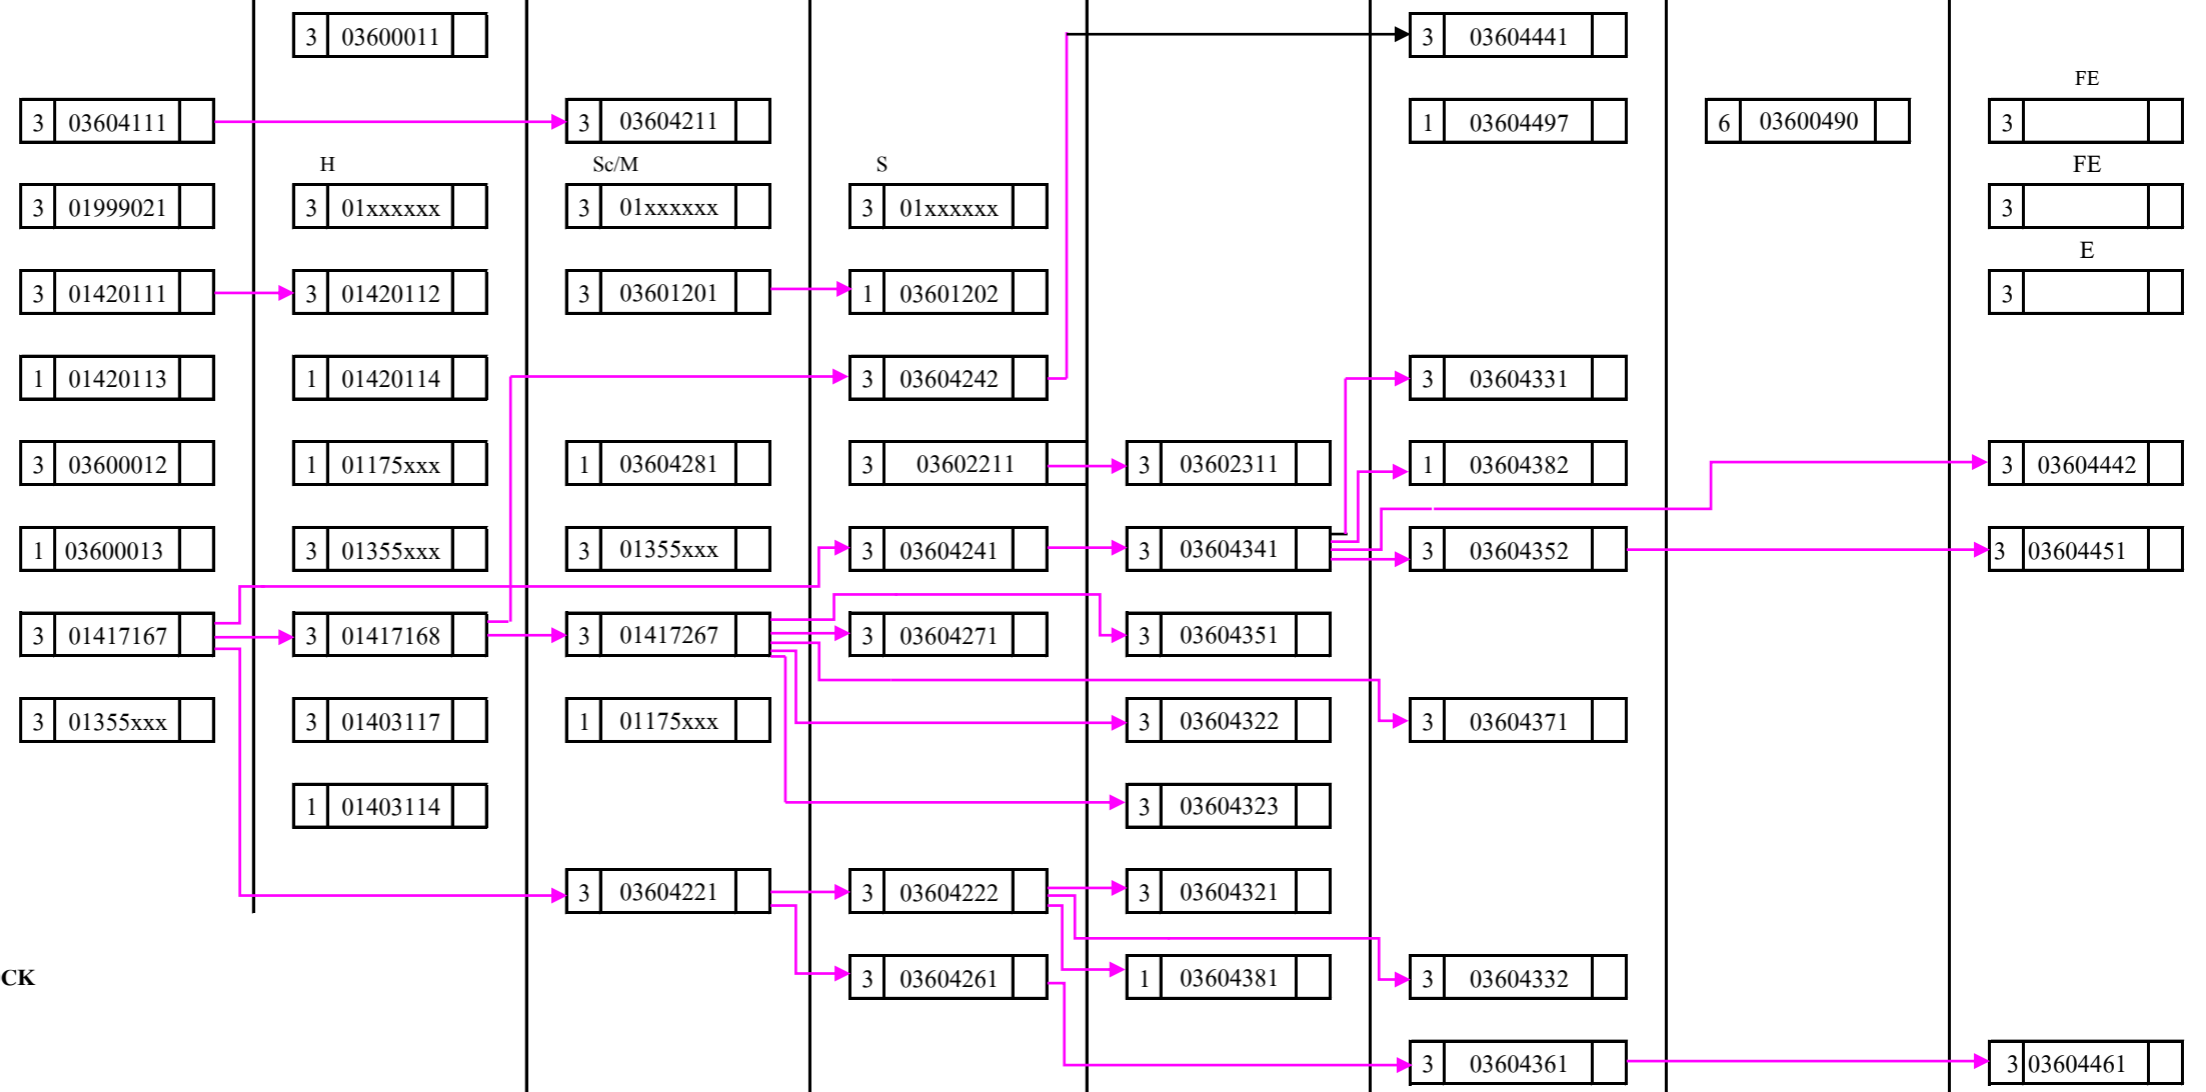 3 03600011 3 03604441
FE
3 03604111 3 03604211 1 03604497 6 03600490 3
H Sc/M S FE
3 01999021 3 01xxxxxx 3 01xxxxxx 3 01xxxxxx 3
E
3 01420111 3 01420112 3 03601201 1 03601202 3
1 01420113 1 01420114 3 03604242 3 03604331
3 03600012 1 01175xxx 1 03604281 3 03602211 3 03602311 1 03604382 3 03604442
1 03600013 3 01355xxx 3 01355xxx 3 03604241 3 03604341 3 03604352 3 03604451
3 01417167 3 01417168 3 01417267 3 03604271 3 03604351
3 01355xxx 3 01403117 1 01175xxx 3 03604322 3 03604371
1 01403114 3 03604323
3 03604221 3 03604222 3 03604321
CK 3 03604261 1 03604381 3 03604332
3 03604361 3 03604461